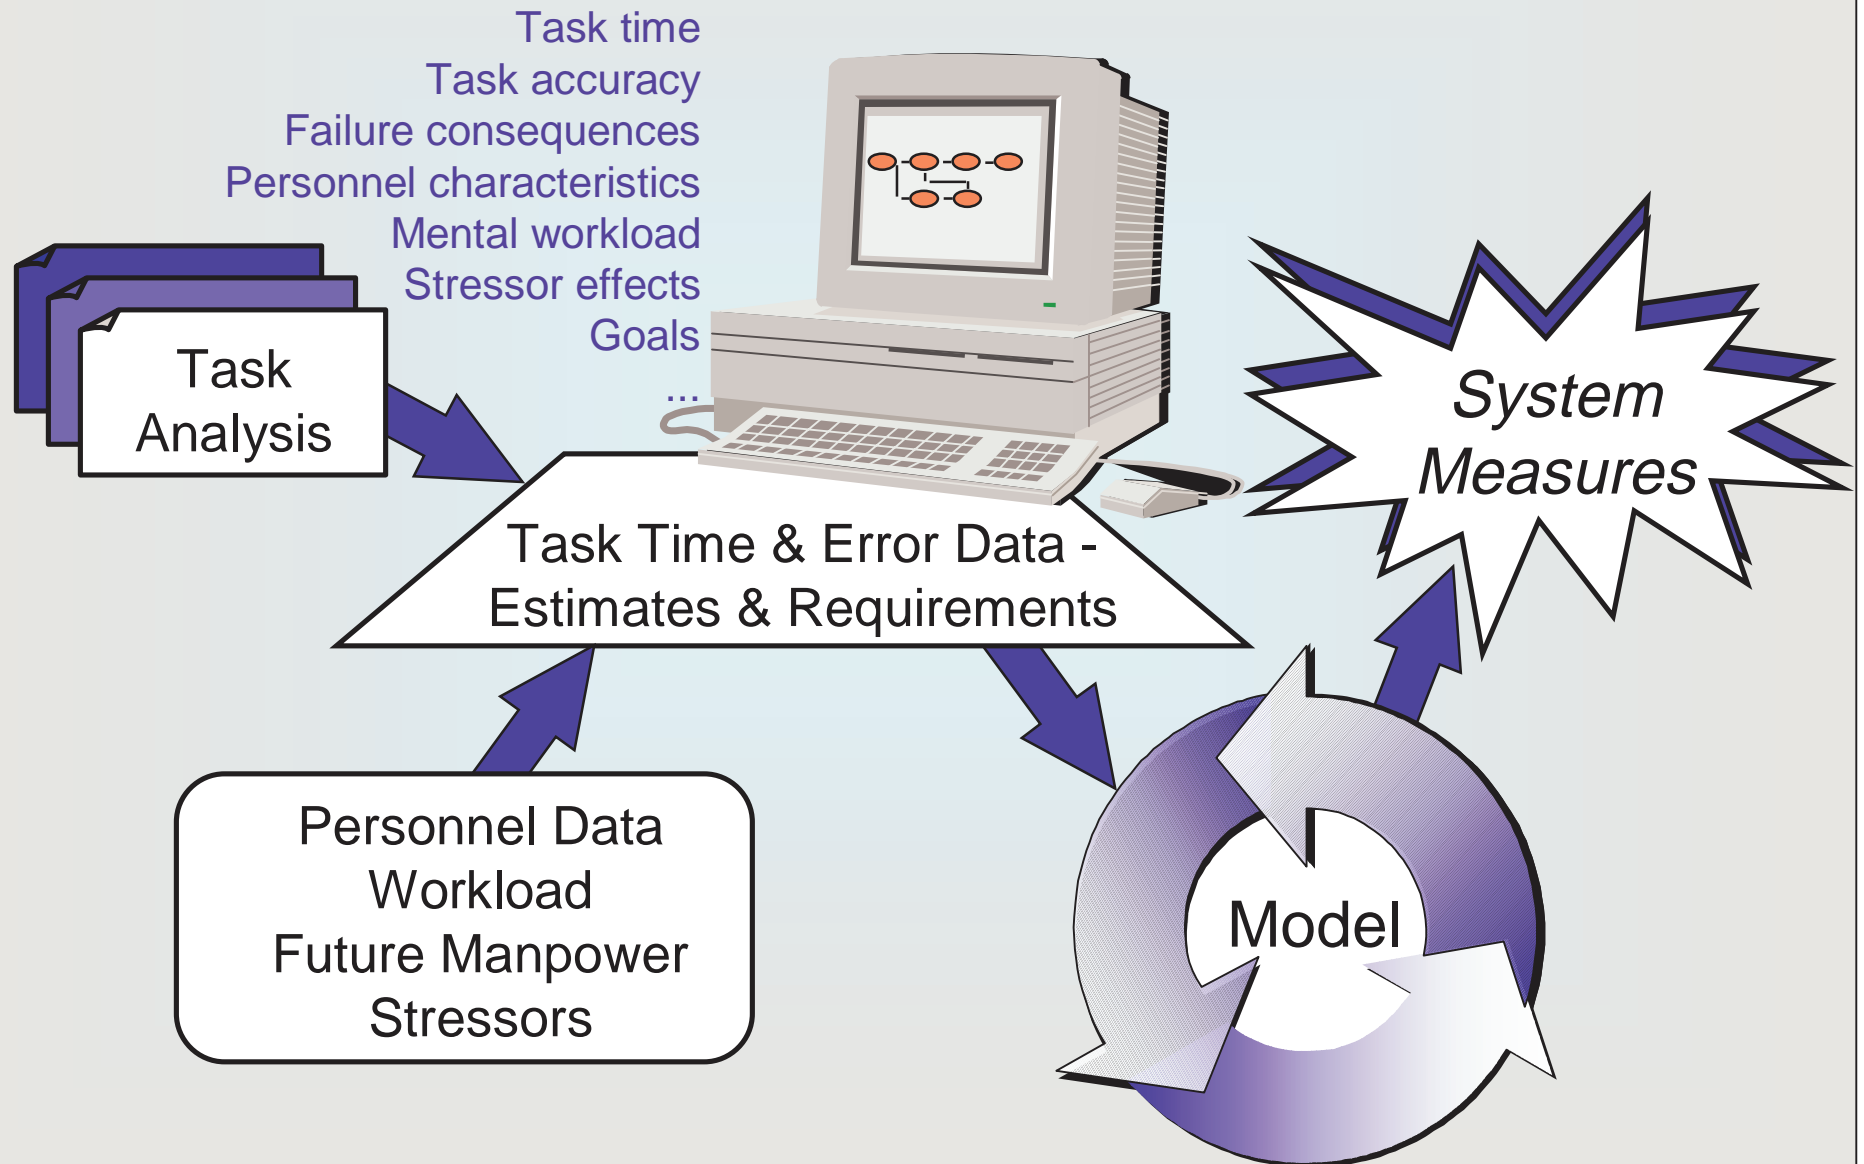 Task time
Task accuracy
Failure consequences
Personnel characteristics
Mental workload
Stressor effects
Goals
...
Task
Analysis
System
Measures
Task Time & Error Data -
Estimates & Requirements
Personnel Data
Workload
Future Manpower
Stressors
Model